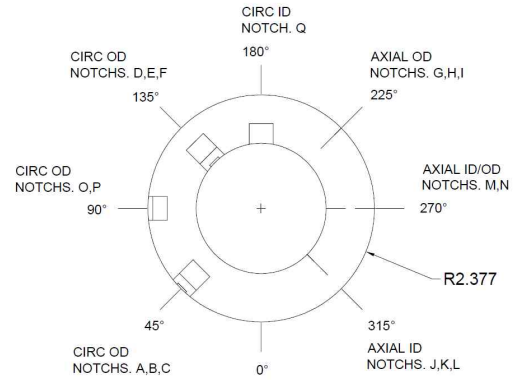 CIRC ID
NOTCH. Q
180°
CIRC OD
NOTCHS. D,E,F
135°
AXIAL OD
NOTCHS. G,H,I
225°
CIRC OD
NOTCHS. O,P
90°
AXIAL ID/OD
NOTCHS. M,N
270°
R2.377
45°
CIRC OD
NOTCHS. A,B,C
0°
315°
AXIAL ID
NOTCHS. J,K,L